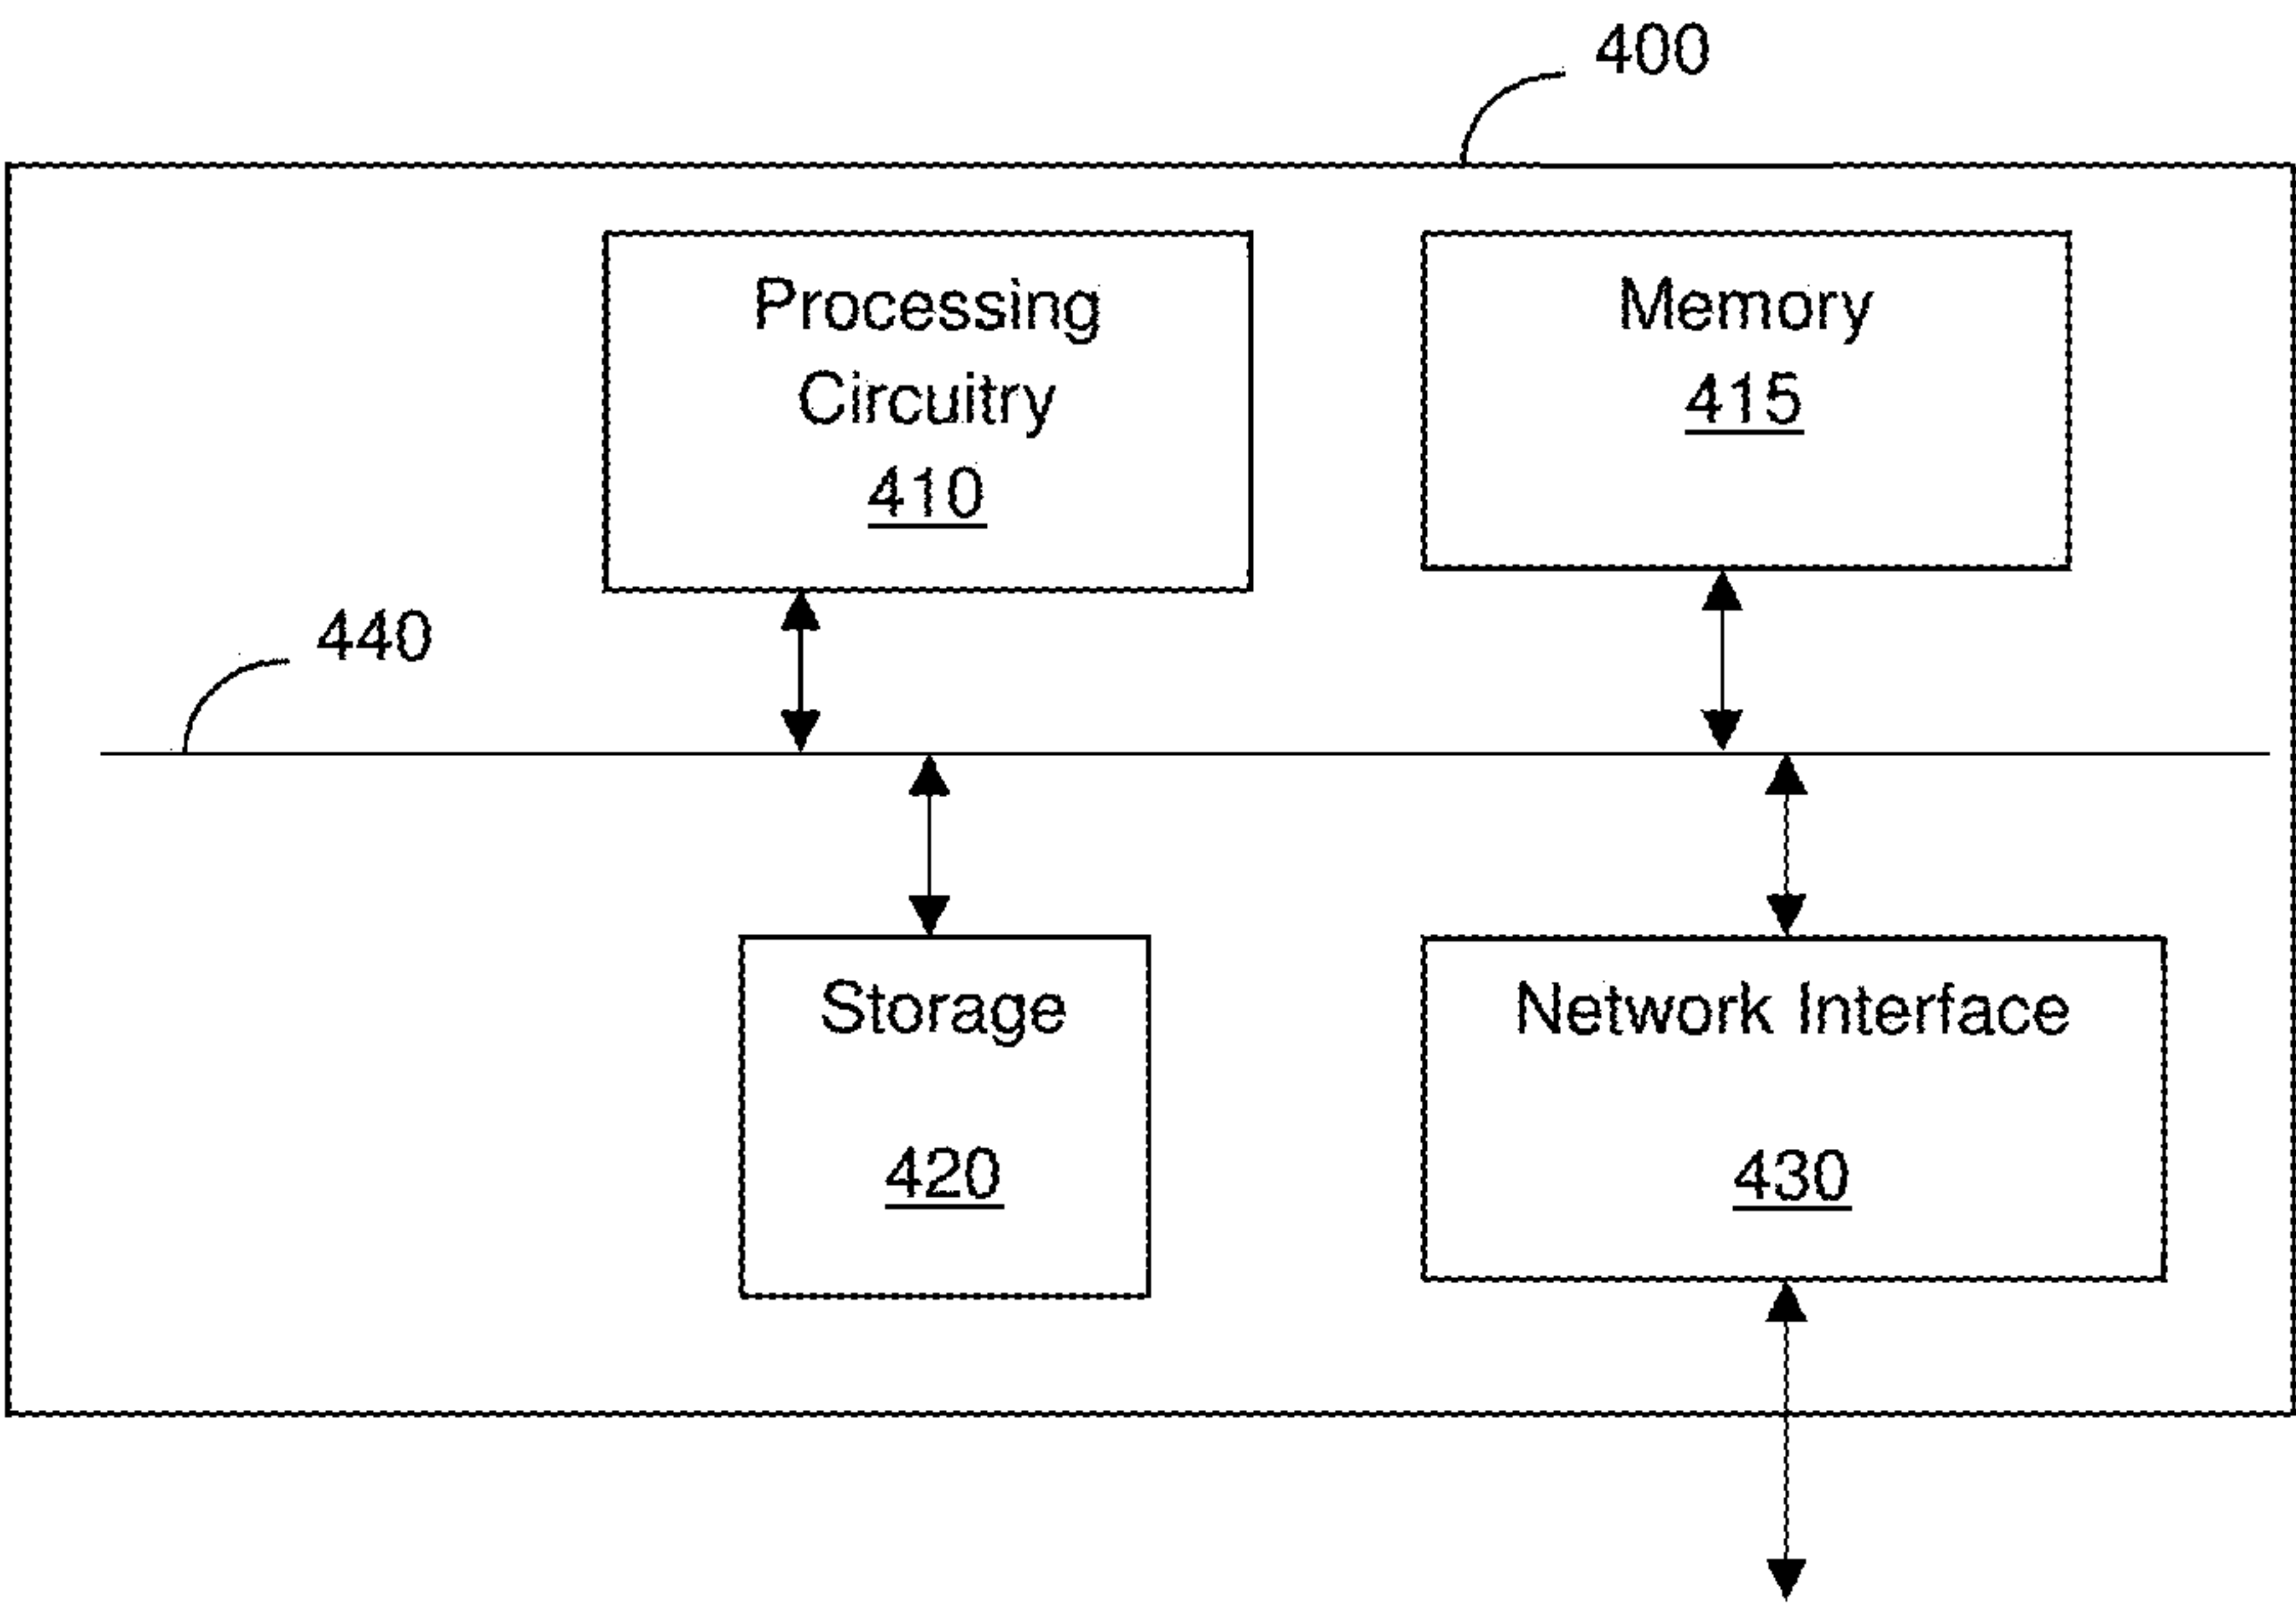 400
Processing
Circuitry
410
Memory
415
440
Storage
420
Network Interface
430